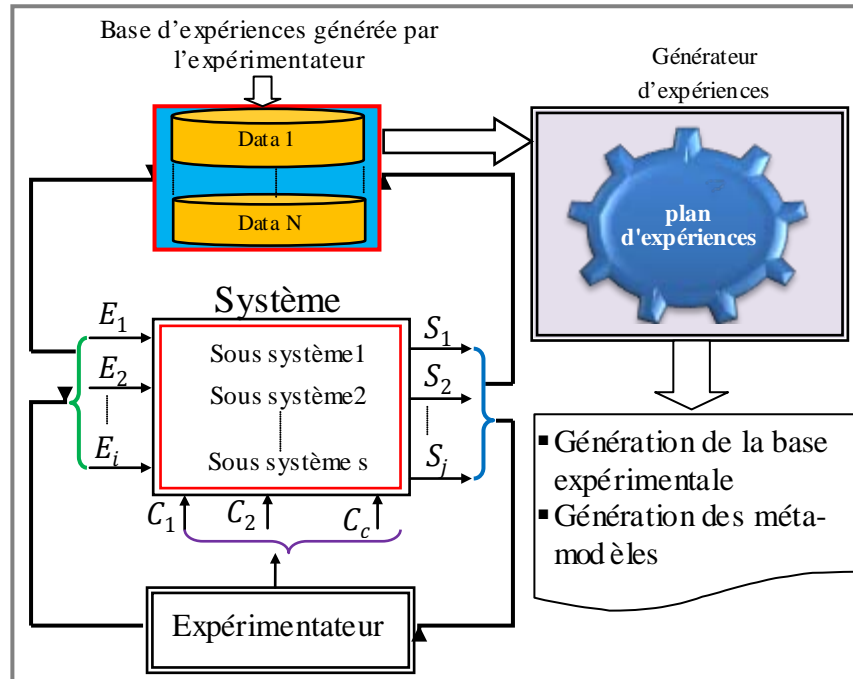 Base d'expériences générée par
l'expérimentateur
Générateur
d'expériences
Data 1
Data N
plan
d'expériences
Système
E₁
E₂
Eᵢ
Sous système1
Sous système2
Sous système s
S₁
S₂
Sⱼ
C₁
C₂
C_c
Expérimentateur
▪ Génération de la base
expérimentale
▪ Génération des méta-
modèles